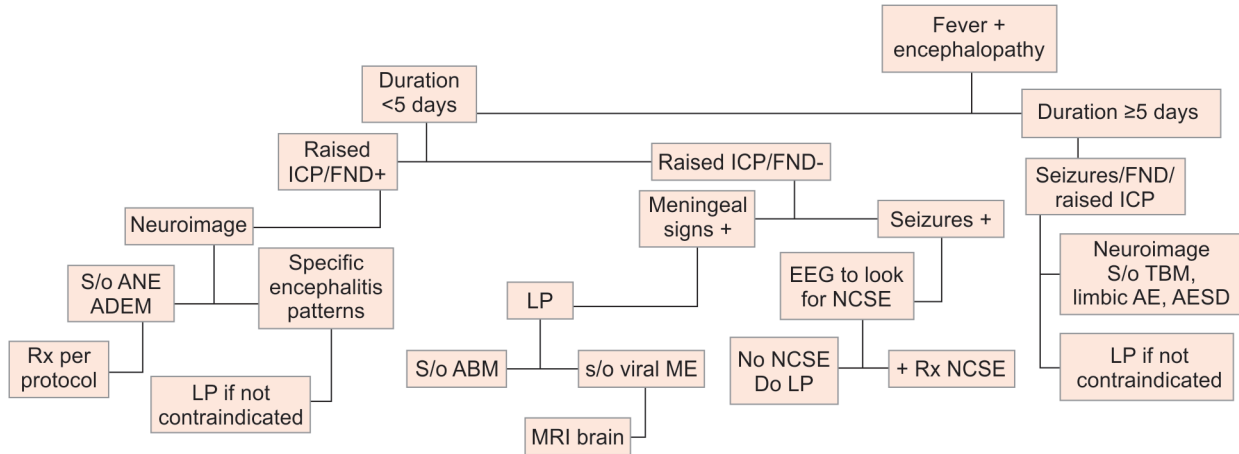 Fever +
encephalopathy
Duration
<5 days
Duration ≥5 days
Raised
ICP/FND+
Raised ICP/FND-
Seizures/FND/
raised ICP
Neuroimage
Meningeal
signs +
Seizures +
S/o ANE
ADEM
Specific
encephalitis
patterns
LP
EEG to look
for NCSE
Neuroimage
S/o TBM,
limbic AE, AESD
Rx per
protocol
LP if not
contraindicated
S/o ABM
s/o viral ME
No NCSE
Do LP
+ Rx NCSE
LP if not
contraindicated
MRI brain